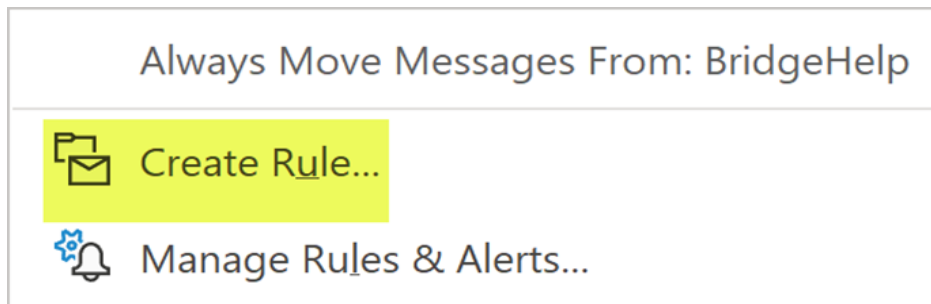 Always Move Messages From: BridgeHelp
Create Rule...
Manage Rules & Alerts...